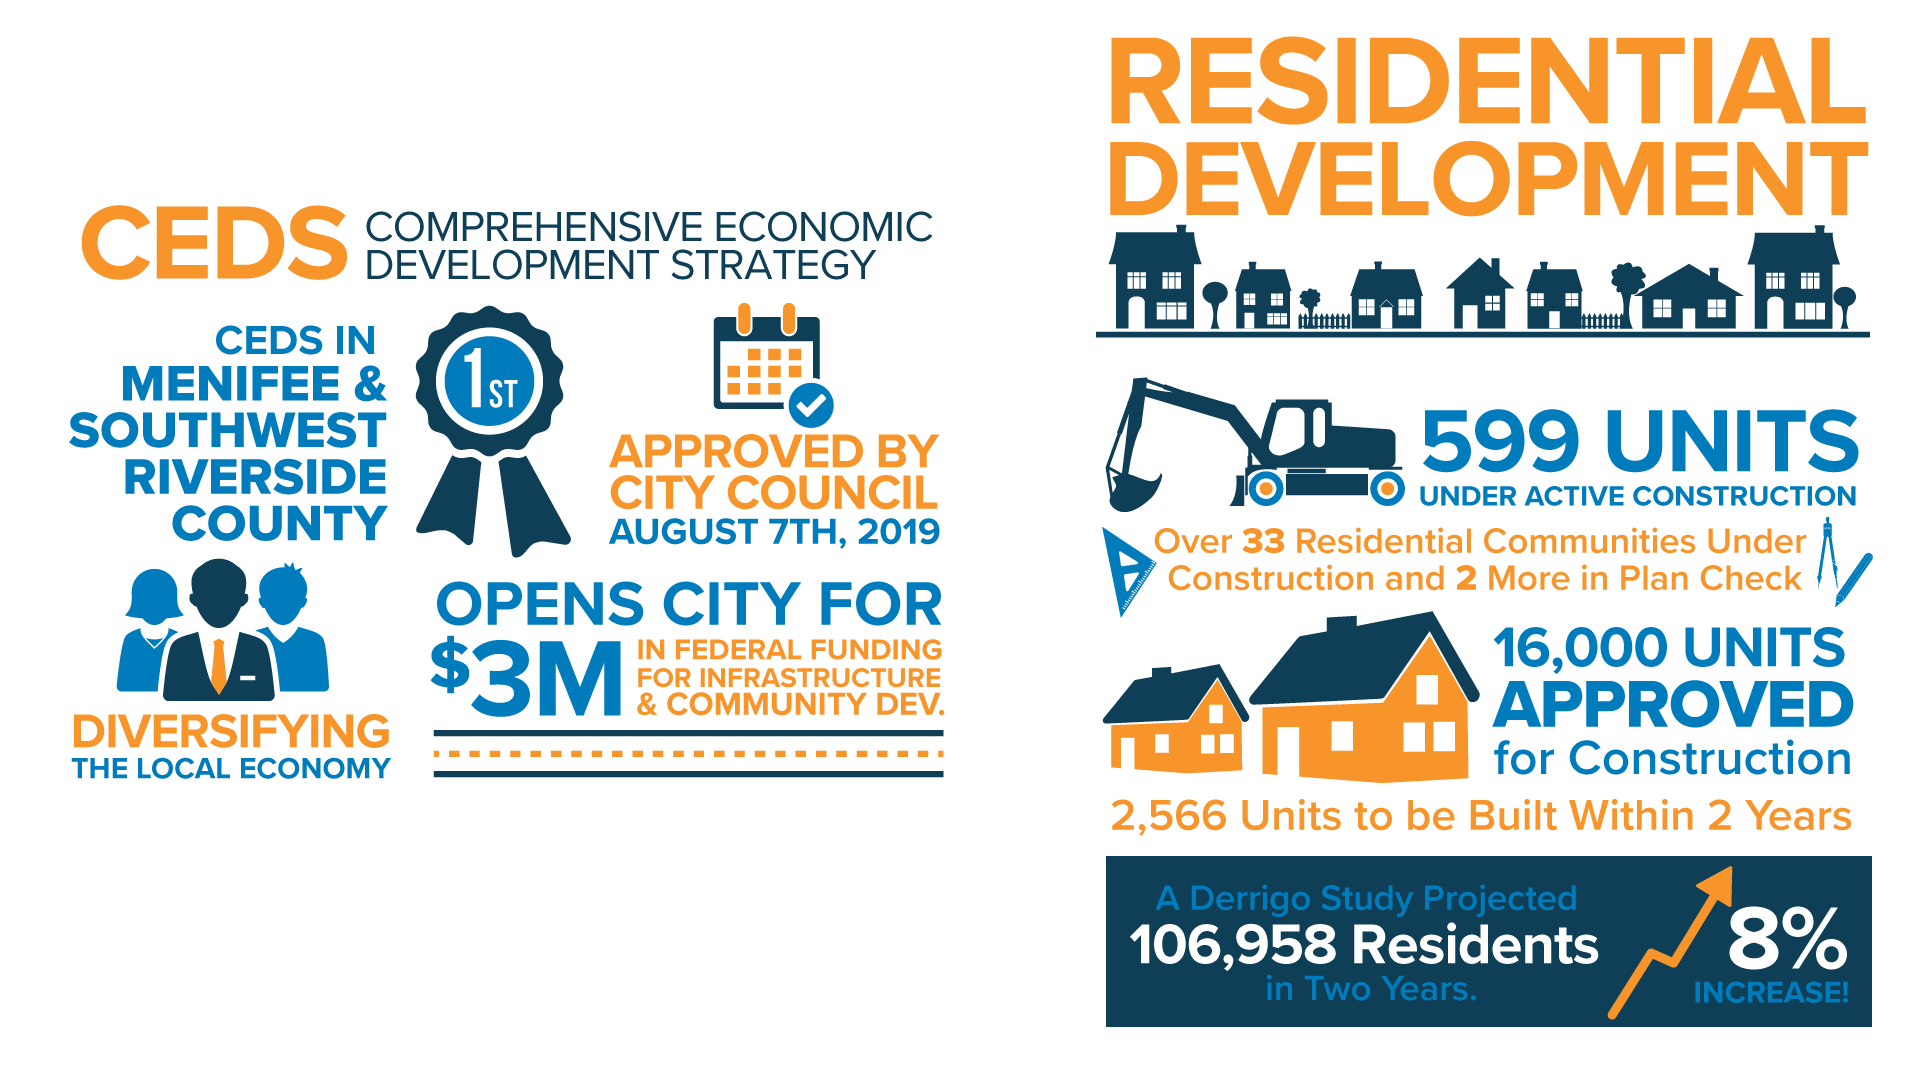 CEDS COMPREHENSIVE ECONOMIC
DEVELOPMENT STRATEGY
CEDS IN
MENIFEE &
SOUTHWEST
RIVERSIDE
COUNTY
1ST
APPROVED BY
CITY COUNCIL
AUGUST 7TH, 2019
DIVERSIFYING
THE LOCAL ECONOMY
OPENS CITY FOR
$3M
IN FEDERAL FUNDING
FOR INFRASTRUCTURE
& COMMUNITY DEV.
RESIDENTIAL
DEVELOPMENT
599 UNITS
UNDER ACTIVE CONSTRUCTION
Over 33 Residential Communities Under
Construction and 2 More in Plan Check
16,000 UNITS
APPROVED
for Construction
2,566 Units to be Built Within 2 Years
A Derrigo Study Projected
106,958 Residents
in Two Years.
8%
INCREASE!